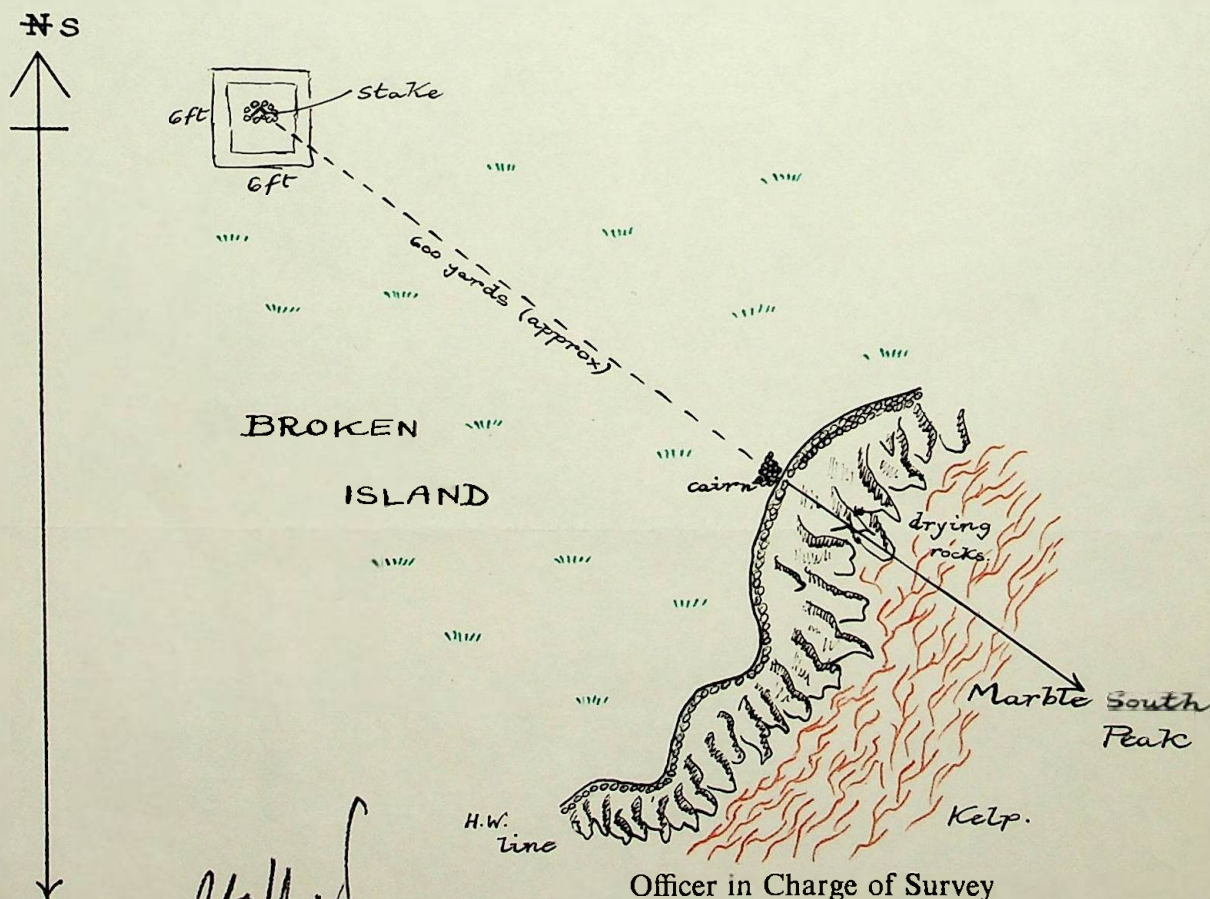 N S
stake
6ft
6ft
600 yards (approx)
BROKEN
ISLAND
cairn
drying
rocks.
Marble South
Peak
H.W.
line
Kelp.
Officer in Charge of Survey